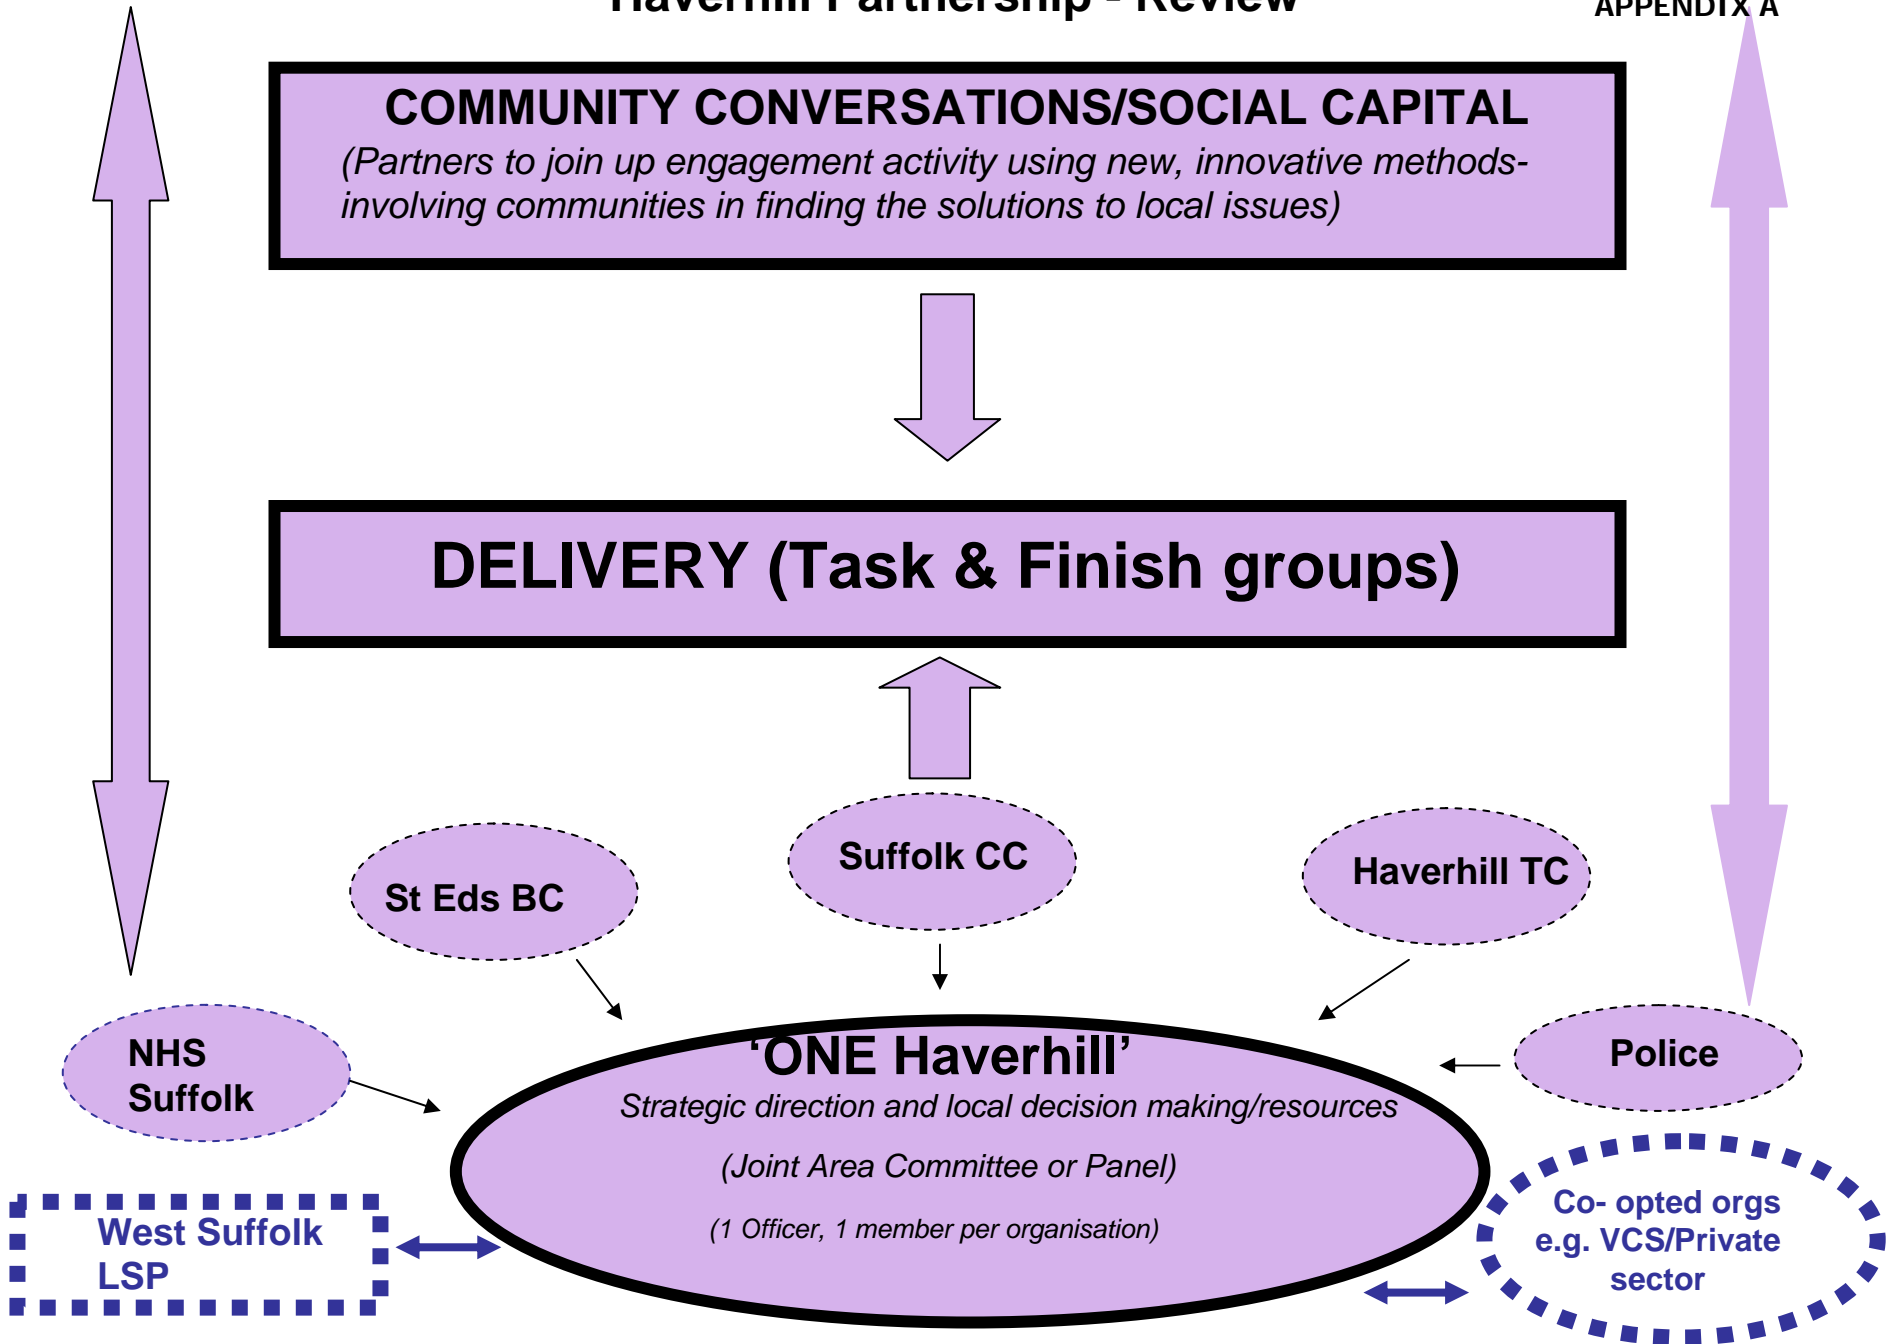 Haverhill Partnership - Review
APPENDIX A
COMMUNITY CONVERSATIONS/SOCIAL CAPITAL
(Partners to join up engagement activity using new, innovative methods-
involving communities in finding the solutions to local issues)
DELIVERY (Task & Finish groups)
Suffolk CC
Haverhill TC
St Eds BC
NHS
Suffolk
Police
'ONE Haverhill'
Strategic direction and local decision making/resources
(Joint Area Committee or Panel)
(1 Officer, 1 member per organisation)
West Suffolk
LSP
Co- opted orgs
e.g. VCS/Private
sector